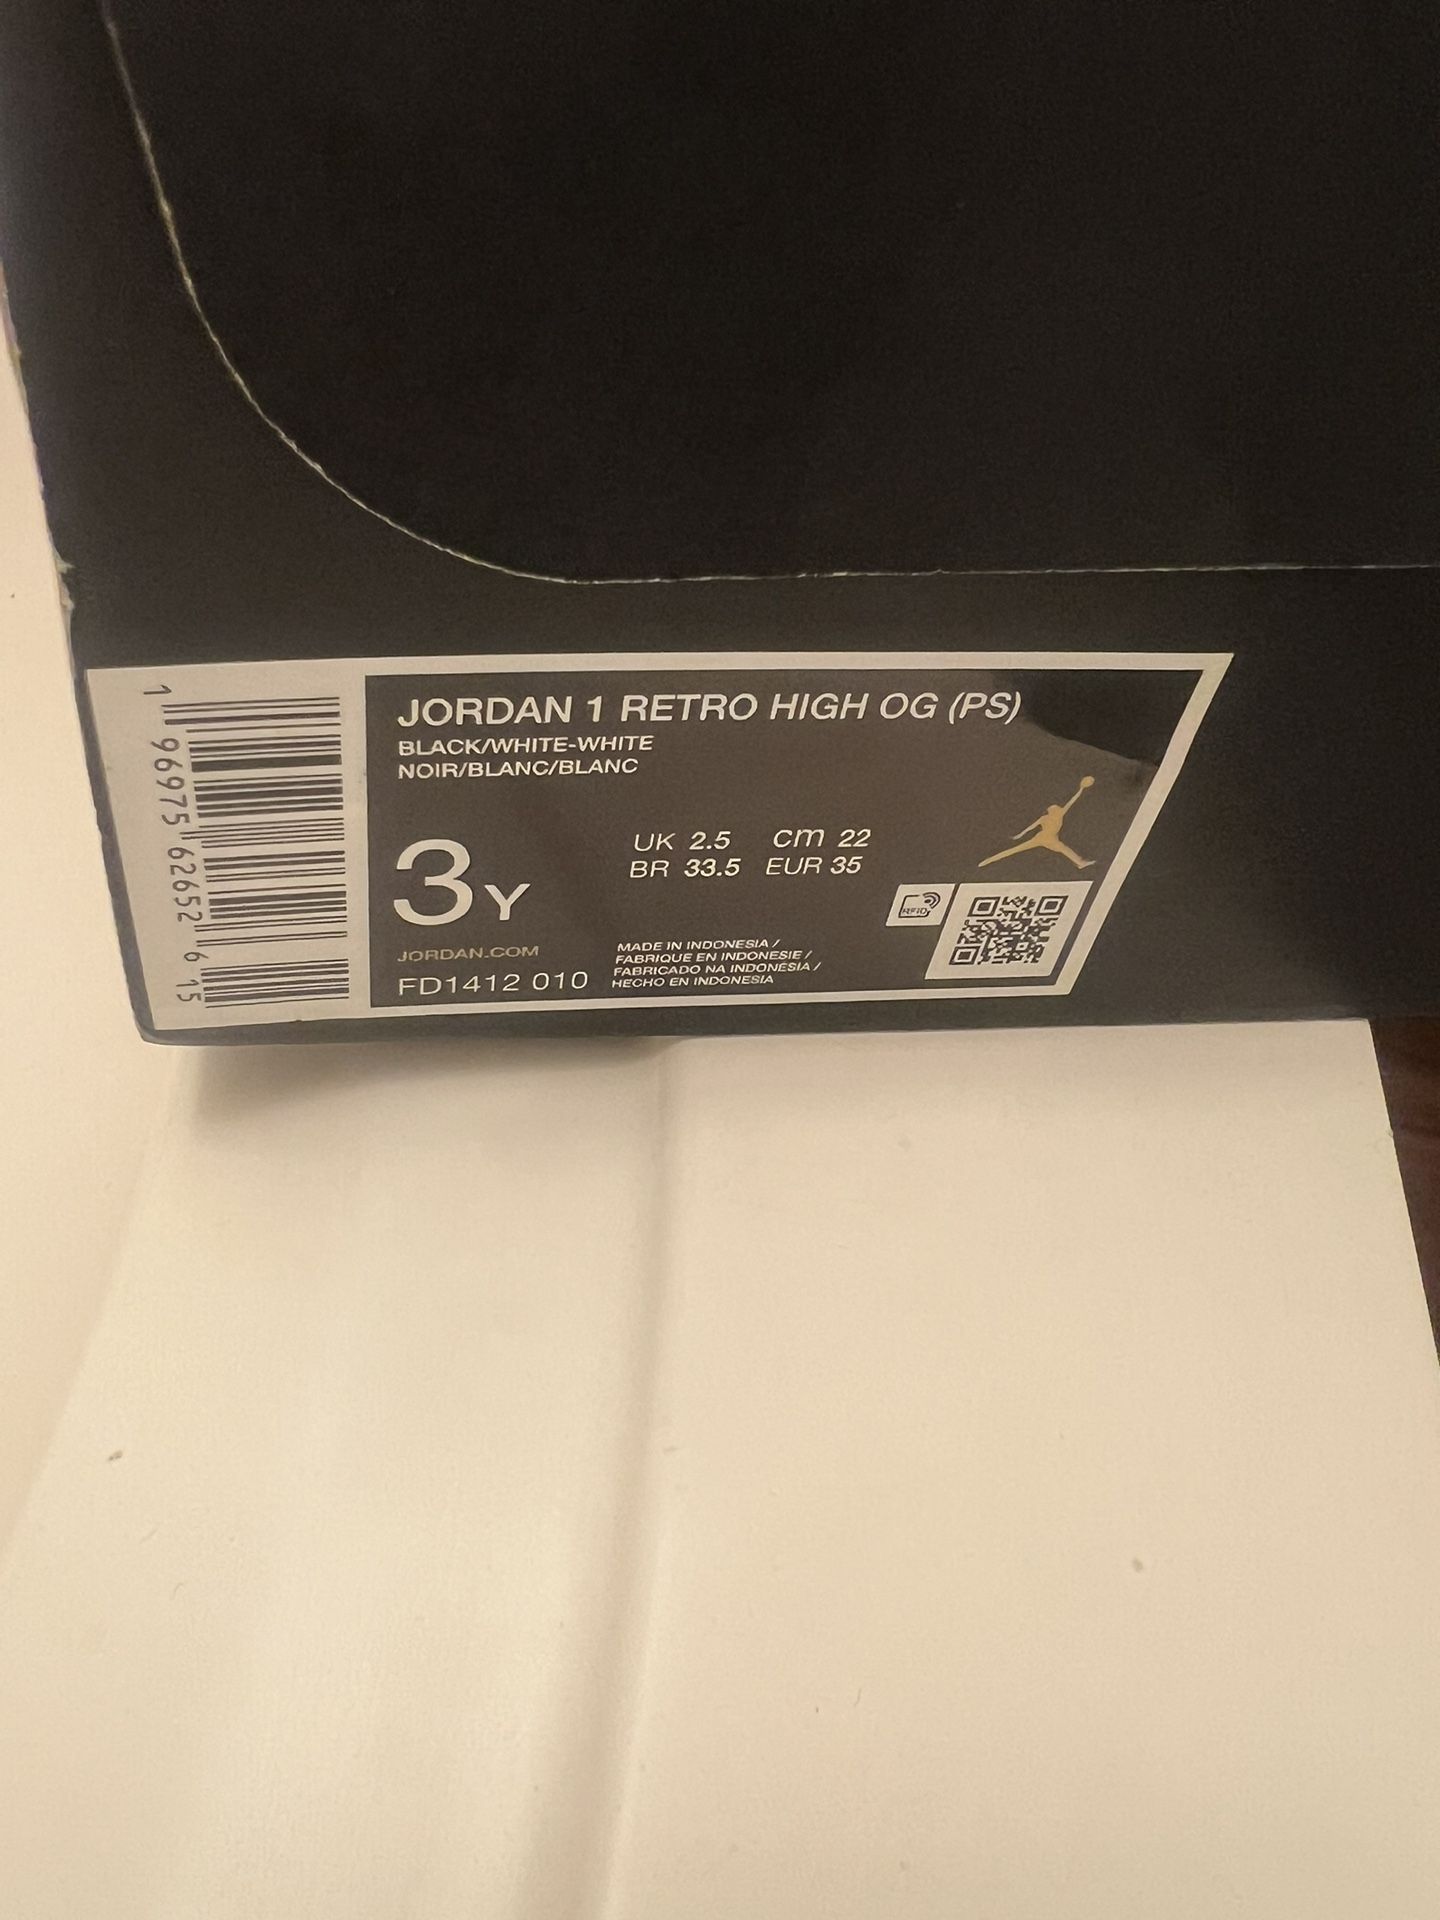 1 96975 62652 6 15
JORDAN 1 RETRO HIGH OG (PS)
BLACK/WHITE-WHITE
NOIR/BLANC/BLANC
3Y
UK 2.5 cm 22
BR 33.5 EUR 35
RFID
JORDAN.COM
FD1412 010
MADE IN INDONESIA /
FABRIQUE EN INDONESIE /
FABRICADO NA INDONÉSIA /
HECHO EN INDONESIA